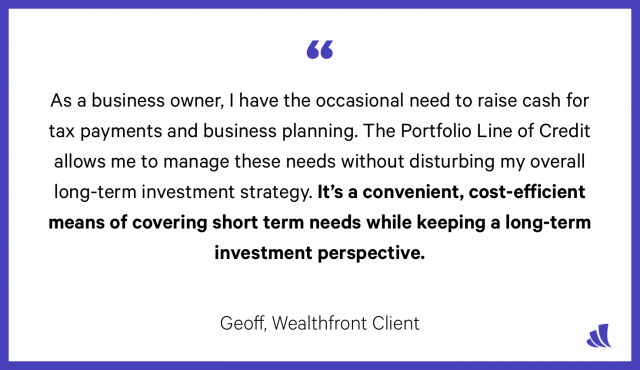 “
As a business owner, I have the occasional need to raise cash for
tax payments and business planning. The Portfolio Line of Credit
allows me to manage these needs without disturbing my overall
long-term investment strategy. It’s a convenient, cost-efficient
means of covering short term needs while keeping a long-term
investment perspective.
Geoff, Wealthfront Client